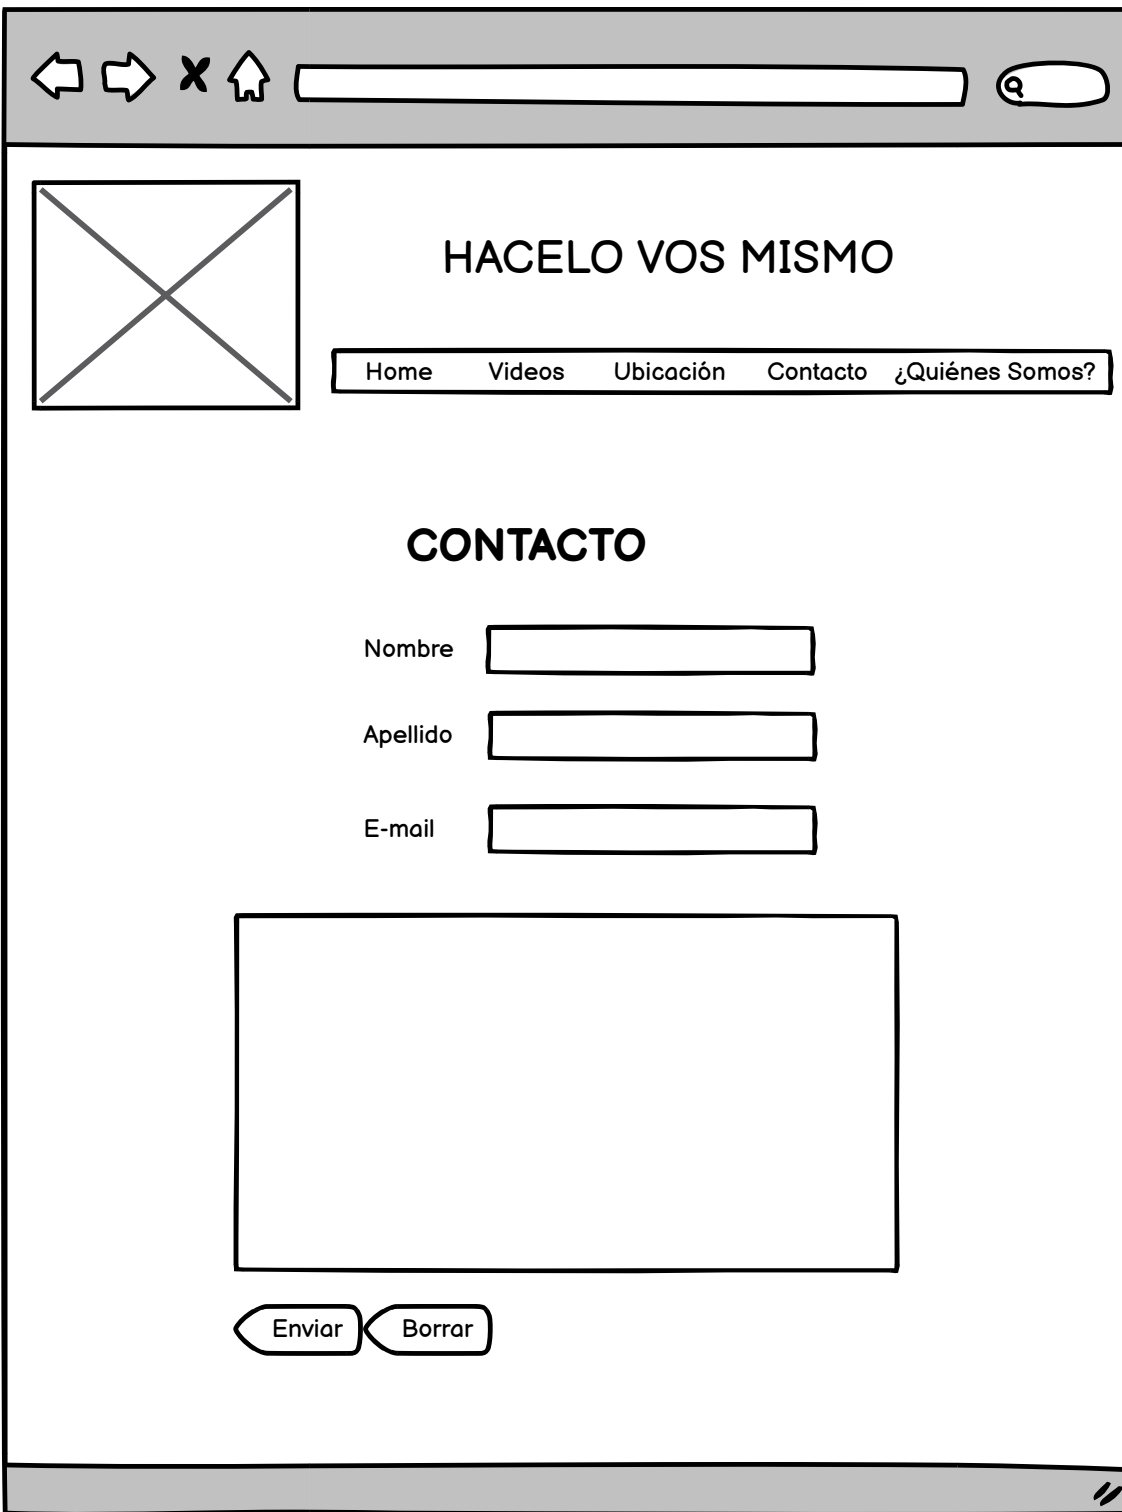 HACELO VOS MISMO
Home Videos Ubicación Contacto ¿Quiénes Somos?
CONTACTO
Nombre
Apellido
E-mail
Enviar Borrar